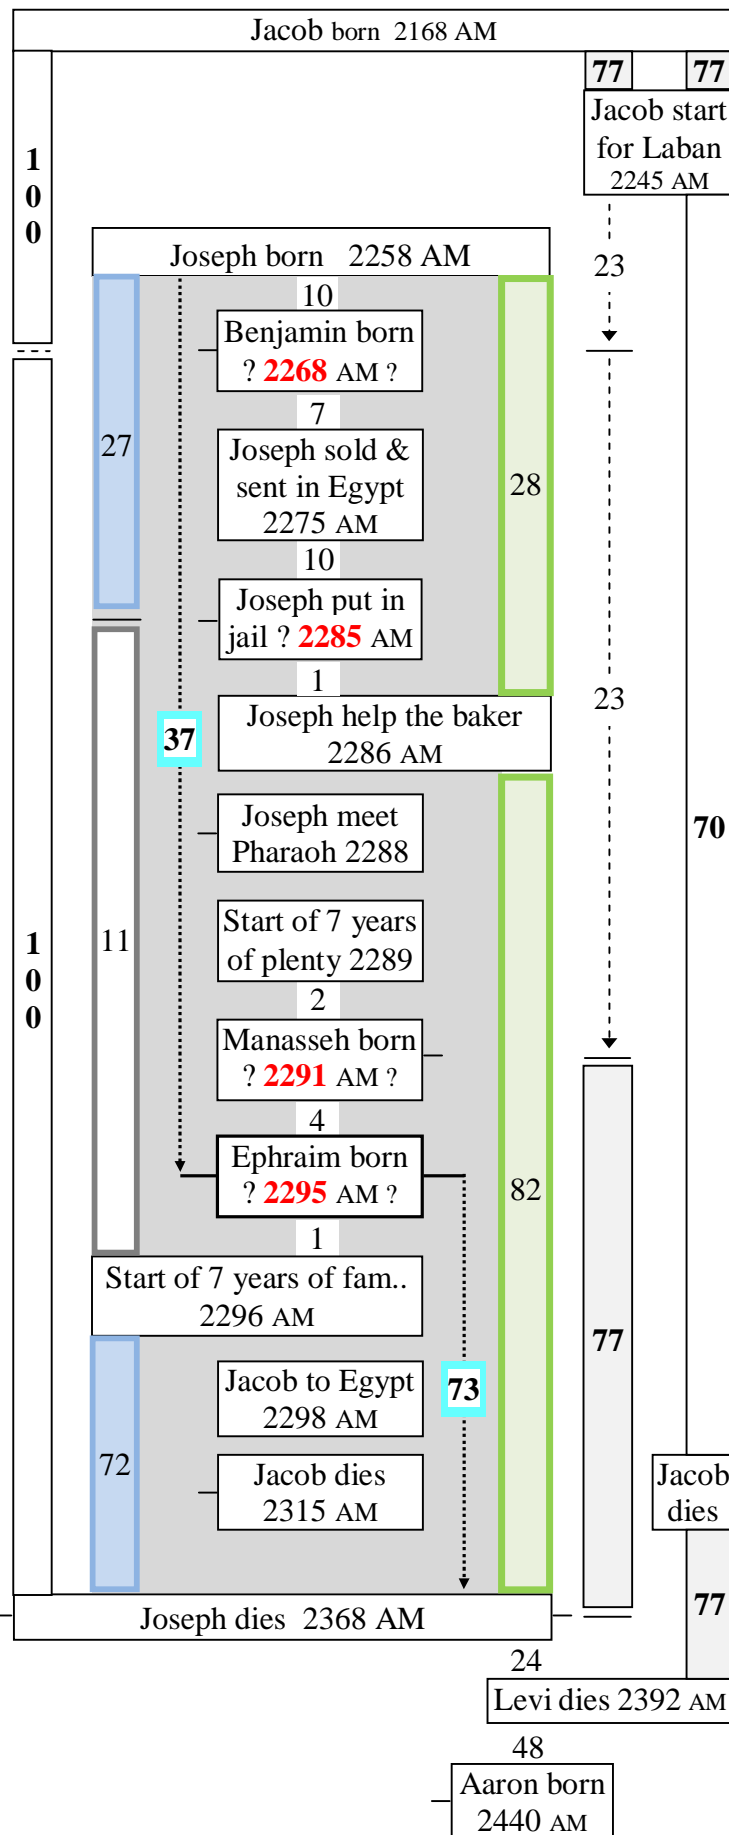 Jacob born 2168 AM
77
77
Jacob start
for Laban
2245 AM
1
0
0
Joseph born 2258 AM
23
10
Benjamin born
? 2268 AM ?
7
27
Joseph sold &
sent in Egypt
2275 AM
28
10
Joseph put in
jail ? 2285 AM
1
23
Joseph help the baker
2286 AM
37
Joseph meet
Pharaoh 2288
70
Start of 7 years
of plenty 2289
11
1
0
0
2
Manasseh born
? 2291 AM ?
4
Ephraim born
? 2295 AM ?
82
1
Start of 7 years of fam..
2296 AM
77
Jacob to Egypt
2298 AM
73
72
Jacob dies
2315 AM
Jacob
dies
Joseph dies 2368 AM
77
24
Levi dies 2392 AM
48
Aaron born
2440 AM